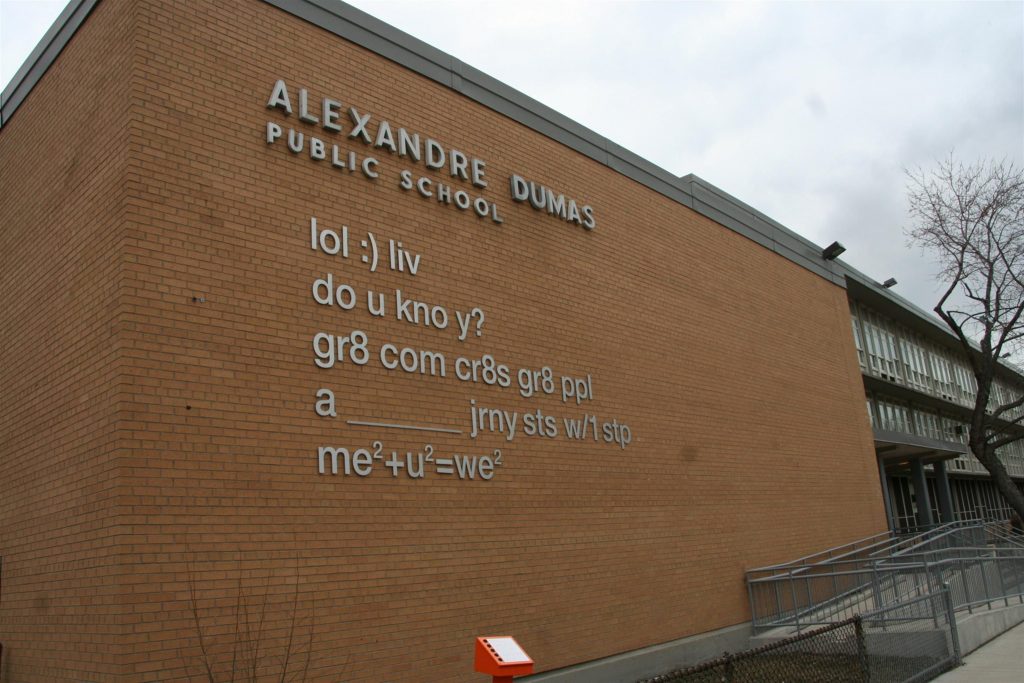 ALEXANDRE DUMAS
PUBLIC SCHOOL
lol :) liv
do u kno y?
gr8 com cr8s gr8 ppl
a ______ jrny sts w/1 stp
me²+u²=we²